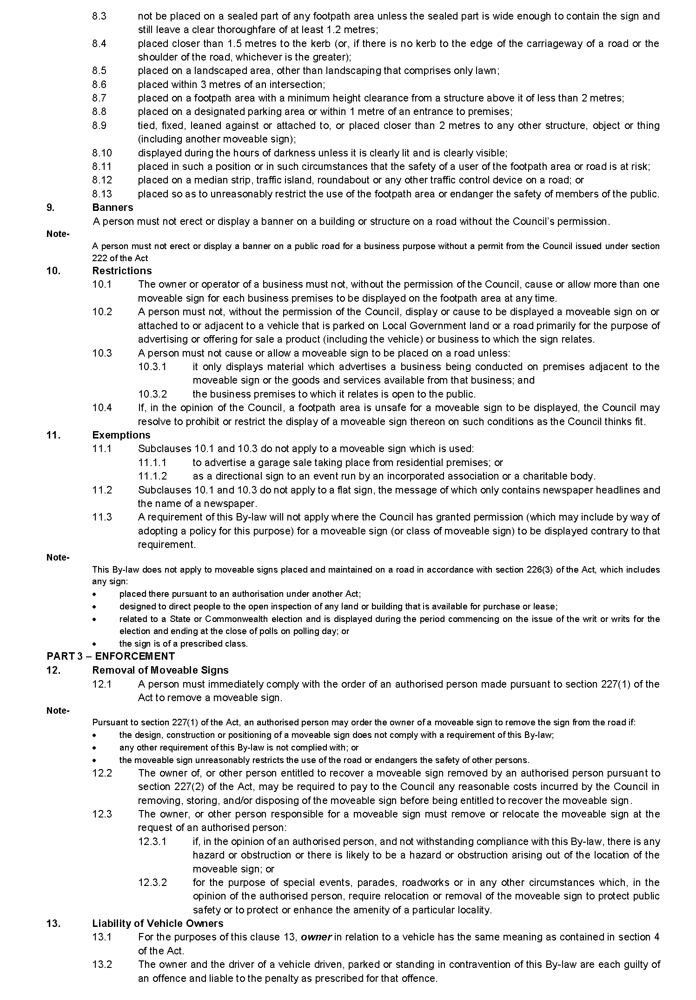 8.3 not be placed on a sealed part of any footpath area unless the sealed part is wide enough to contain the sign and
still leave a clear thoroughfare of at least 1.2 metres;
8.4 placed closer than 1.5 metres to the kerb (or, if there is no kerb to the edge of the carriageway of a road or the
shoulder of the road, whichever is the greater);
8.5 placed on a landscaped area, other than landscaping that comprises only lawn;
8.6 placed within 3 metres of an intersection;
8.7 placed on a footpath area with a minimum height clearance from a structure above it of less than 2 metres;
8.8 placed on a designated parking area or within 1 metre of an entrance to premises;
8.9 tied, fixed, leaned against or attached to, or placed closer than 2 metres to any other structure, object or thing
(including another moveable sign);
8.10 displayed during the hours of darkness unless it is clearly lit and is clearly visible;
8.11 placed in such a position or in such circumstances that the safety of a user of the footpath area or road is at risk;
8.12 placed on a median strip, traffic island, roundabout or any other traffic control device on a road; or
8.13 placed so as to unreasonably restrict the use of the footpath area or endanger the safety of members of the public.
9. Banners
A person must not erect or display a banner on a building or structure on a road without the Council's permission.
Note-
A person must not erect or display a banner on a public road for a business purpose without a permit from the Council issued under section
222 of the Act
10. Restrictions
10.1 The owner or operator of a business must not, without the permission of the Council, cause or allow more than one
moveable sign for each business premises to be displayed on the footpath area at any time.
10.2 A person must not, without the permission of the Council, display or cause to be displayed a moveable sign on or
attached to or adjacent to a vehicle that is parked on Local Government land or a road primarily for the purpose of
advertising or offering for sale a product (including the vehicle) or business to which the sign relates.
10.3 A person must not cause or allow a moveable sign to be placed on a road unless:
10.3.1 it only displays material which advertises a business being conducted on premises adjacent to the
moveable sign or the goods and services available from that business; and
10.3.2 the business premises to which it relates is open to the public.
10.4 If, in the opinion of the Council, a footpath area is unsafe for a moveable sign to be displayed, the Council may
resolve to prohibit or restrict the display of a moveable sign thereon on such conditions as the Council thinks fit.
11. Exemptions
11.1 Subclauses 10.1 and 10.3 do not apply to a moveable sign which is used:
11.1.1 to advertise a garage sale taking place from residential premises; or
11.1.2 as a directional sign to an event run by an incorporated association or a charitable body.
11.2 Subclauses 10.1 and 10.3 do not apply to a flat sign, the message of which only contains newspaper headlines and
the name of a newspaper.
11.3 A requirement of this By-law will not apply where the Council has granted permission (which may include by way of
adopting a policy for this purpose) for a moveable sign (or class of moveable sign) to be displayed contrary to that
requirement.
Note-
This By-law does not apply to moveable signs placed and maintained on a road in accordance with section 226(3) of the Act, which includes
any sign:
• placed there pursuant to an authorisation under another Act;
• designed to direct people to the open inspection of any land or building that is available for purchase or lease;
• related to a State or Commonwealth election and is displayed during the period commencing on the issue of the writ or writs for the
election and ending at the close of polls on polling day; or
• the sign is of a prescribed class.
PART 3 – ENFORCEMENT
12. Removal of Moveable Signs
12.1 A person must immediately comply with the order of an authorised person made pursuant to section 227(1) of the
Act to remove a moveable sign.
Note-
Pursuant to section 227(1) of the Act, an authorised person may order the owner of a moveable sign to remove the sign from the road if:
• the design, construction or positioning of a moveable sign does not comply with a requirement of this By-law;
• any other requirement of this By-law is not complied with; or
• the moveable sign unreasonably restricts the use of the road or endangers the safety of other persons.
12.2 The owner of, or other person entitled to recover a moveable sign removed by an authorised person pursuant to
section 227(2) of the Act, may be required to pay to the Council any reasonable costs incurred by the Council in
removing, storing, and/or disposing of the moveable sign before being entitled to recover the moveable sign.
12.3 The owner, or other person responsible for a moveable sign must remove or relocate the moveable sign at the
request of an authorised person:
12.3.1 if, in the opinion of an authorised person, and not withstanding compliance with this By-law, there is any
hazard or obstruction or there is likely to be a hazard or obstruction arising out of the location of the
moveable sign; or
12.3.2 for the purpose of special events, parades, roadworks or in any other circumstances which, in the
opinion of the authorised person, require relocation or removal of the moveable sign to protect public
safety or to protect or enhance the amenity of a particular locality.
13. Liability of Vehicle Owners
13.1 For the purposes of this clause 13, owner in relation to a vehicle has the same meaning as contained in section 4
of the Act.
13.2 The owner and the driver of a vehicle driven, parked or standing in contravention of this By-law are each guilty of
an offence and liable to the penalty as prescribed for that offence.